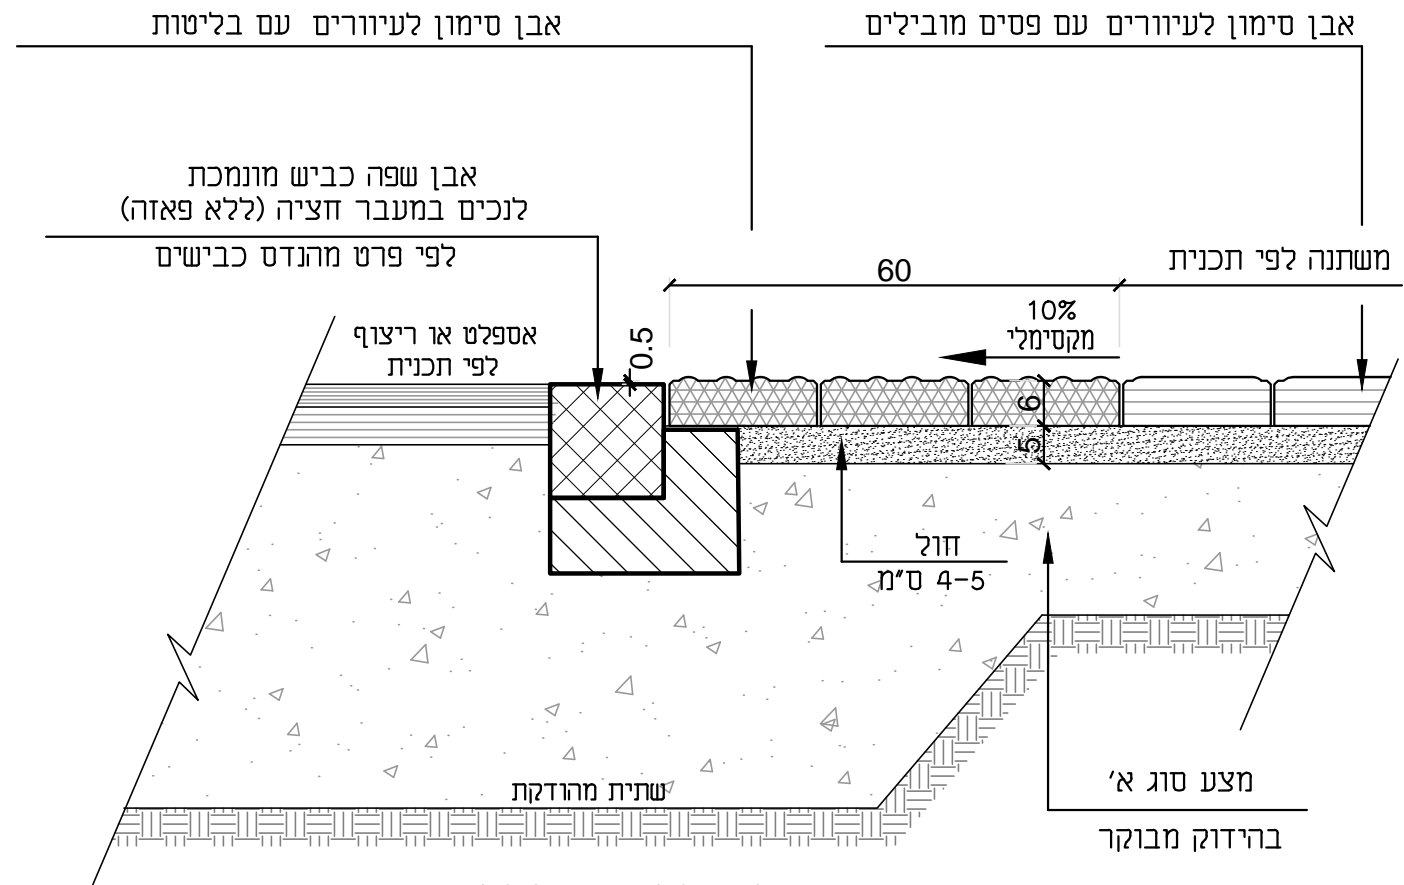 אבן סימון לעיוורים עם פסים מובילים
אבן סימון לעיוורים עם בליטות
אבן שפה כביש מונמכת
לנכים במעבר חציה (ללא פאזה)
לפי פרט מהנדס כבישים
משתנה לפי תכנית
60
10%
מקסימלי
0.5
אספלט או ריצוף
לפי תכנית
6
5
חול
4-5 ס"מ
שתית מהודקת
מצע סוג א'
בהידוק מבוקר